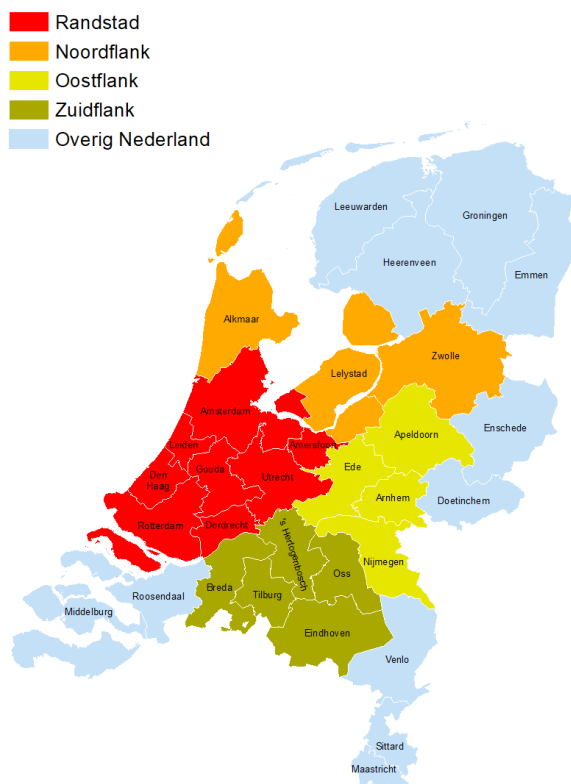 Randstad
Noordflank
Oostflank
Zuidflank
Overig Nederland
Leeuwarden
Groningen
Heerenveen
Emmen
Alkmaar
Zwolle
Lelystad
Amsterdam
Enschede
Apeldoorn
Leiden
Amersfoort
Gouda
Ede
Den
Haag
Utrecht
Arnhem
Doetinchem
Rotterdam
Dordrecht
's Hertogenbosch
Nijmegen
Oss
Breda
Tilburg
Roosendaal
Middelburg
Eindhoven
Venlo
Sittard
Maastricht